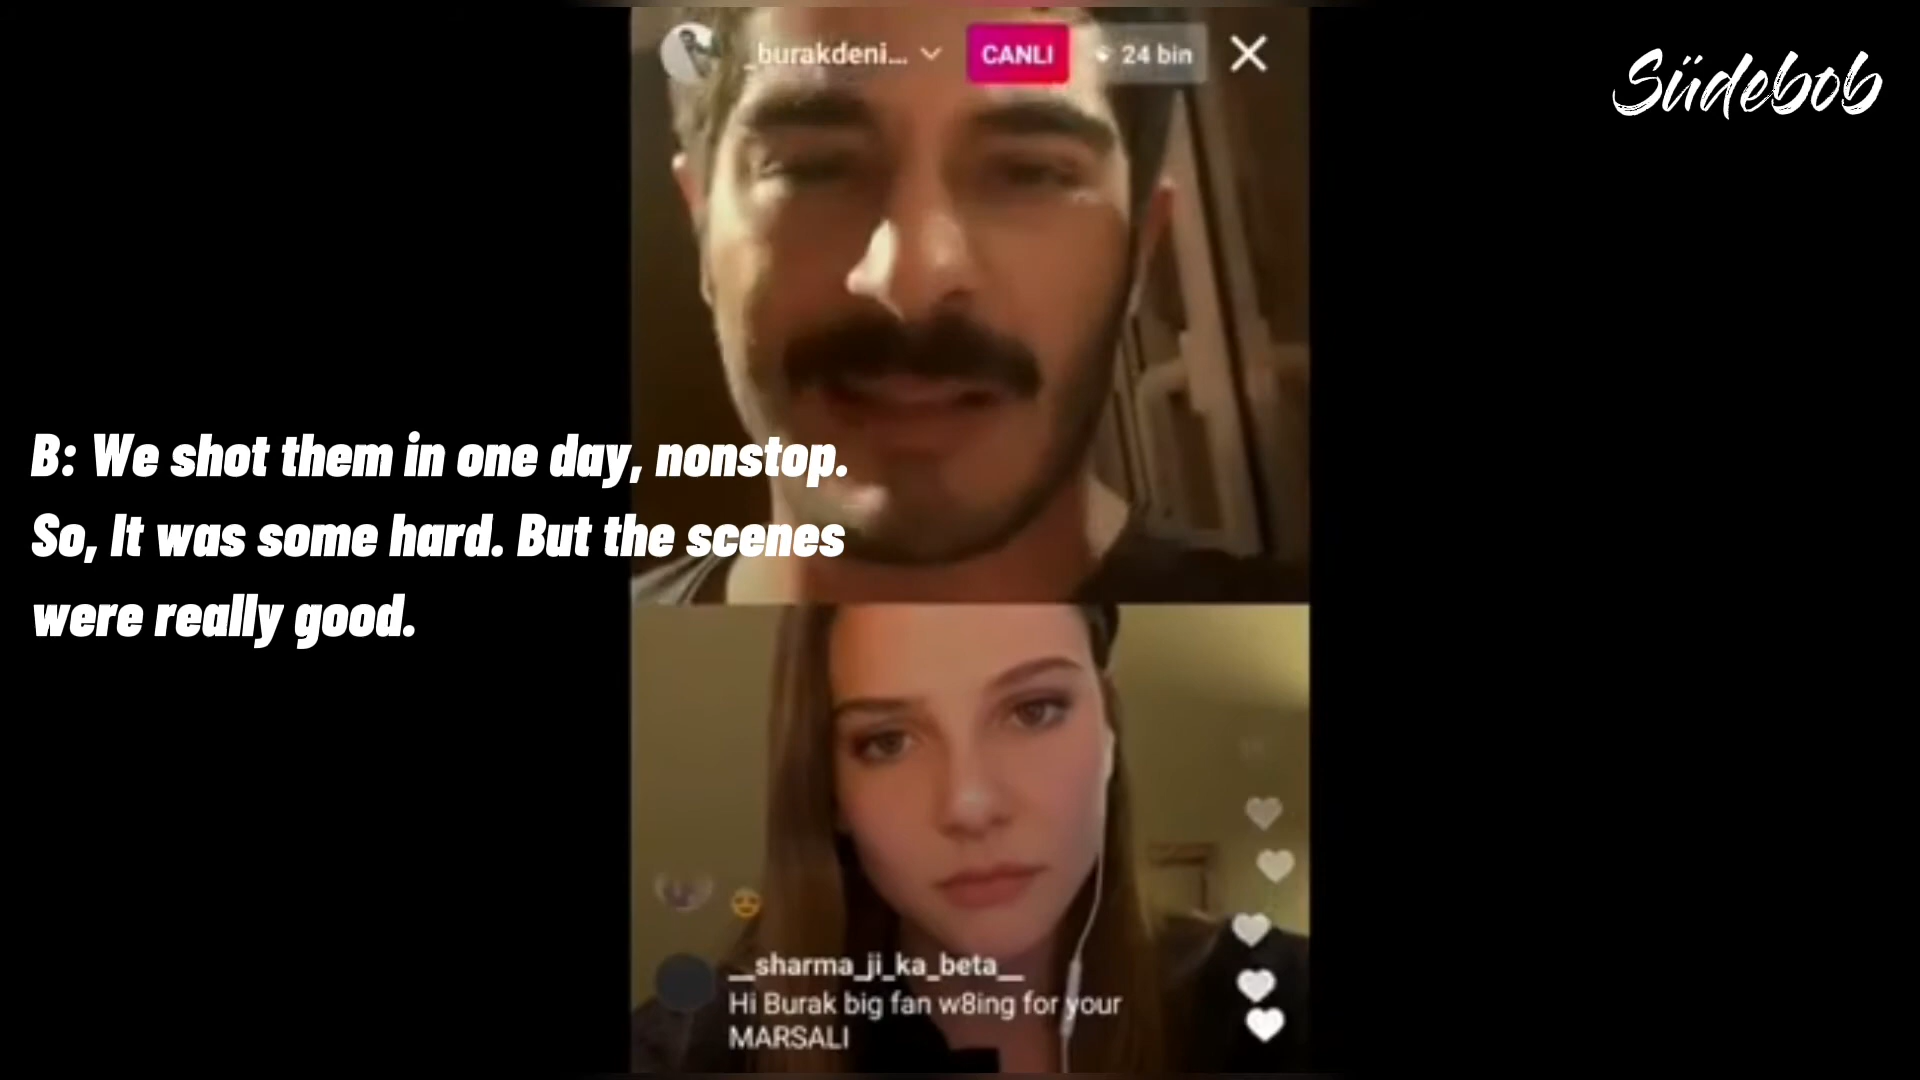 _burakdeni...
CANLI
24 bin
Südebob
B: We shot them in one day, nonstop.
So, It was some hard. But the scenes
were really good.
__sharma_ji_ka_beta__
Hi Burak big fan w8ing for your
MARSALI